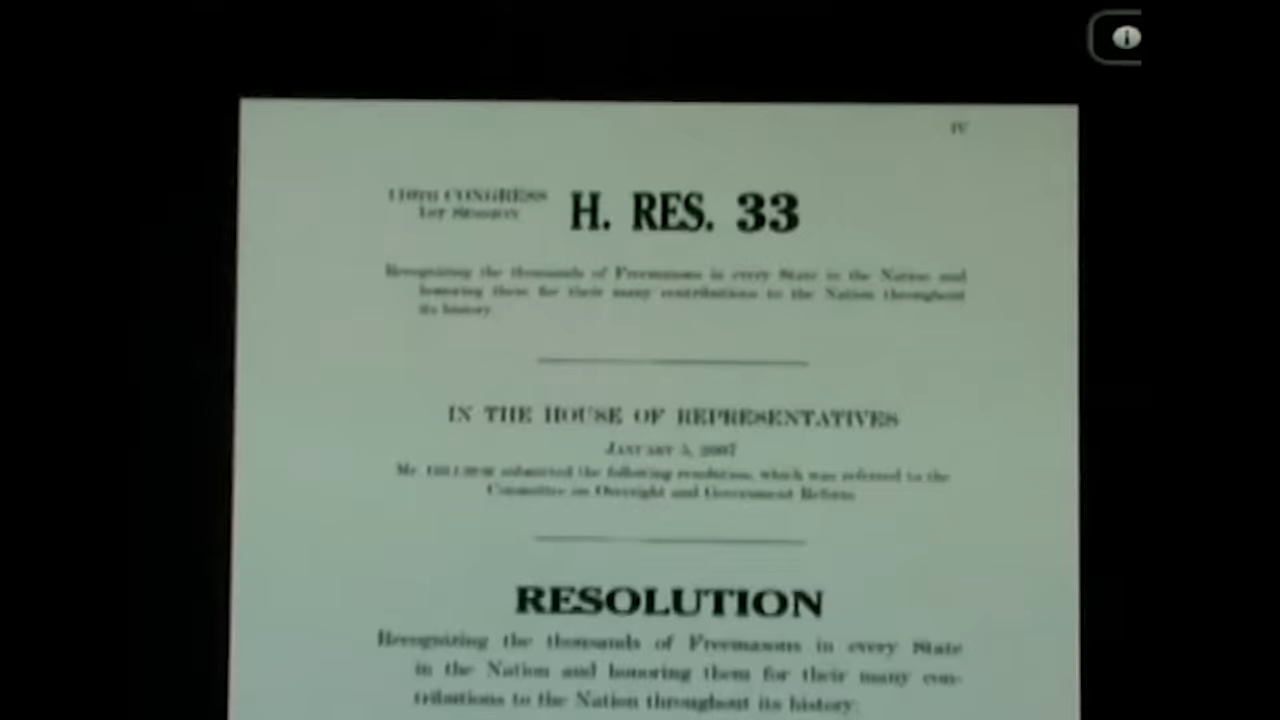 IV
110TH CONGRESS
1ST SESSION
H. RES. 33
Recognizing the thousands of Freemasons in every State in the Nation and
honoring them for their many contributions to the Nation throughout
its history.
IN THE HOUSE OF REPRESENTATIVES
JANUARY 5, 2007
Mr. submitted the following resolution; which was referred to the
Committee on Oversight and Government Reform
RESOLUTION
Recognizing the thousands of Freemasons in every State
in the Nation and honoring them for their many con-
tributions to the Nation throughout its history.